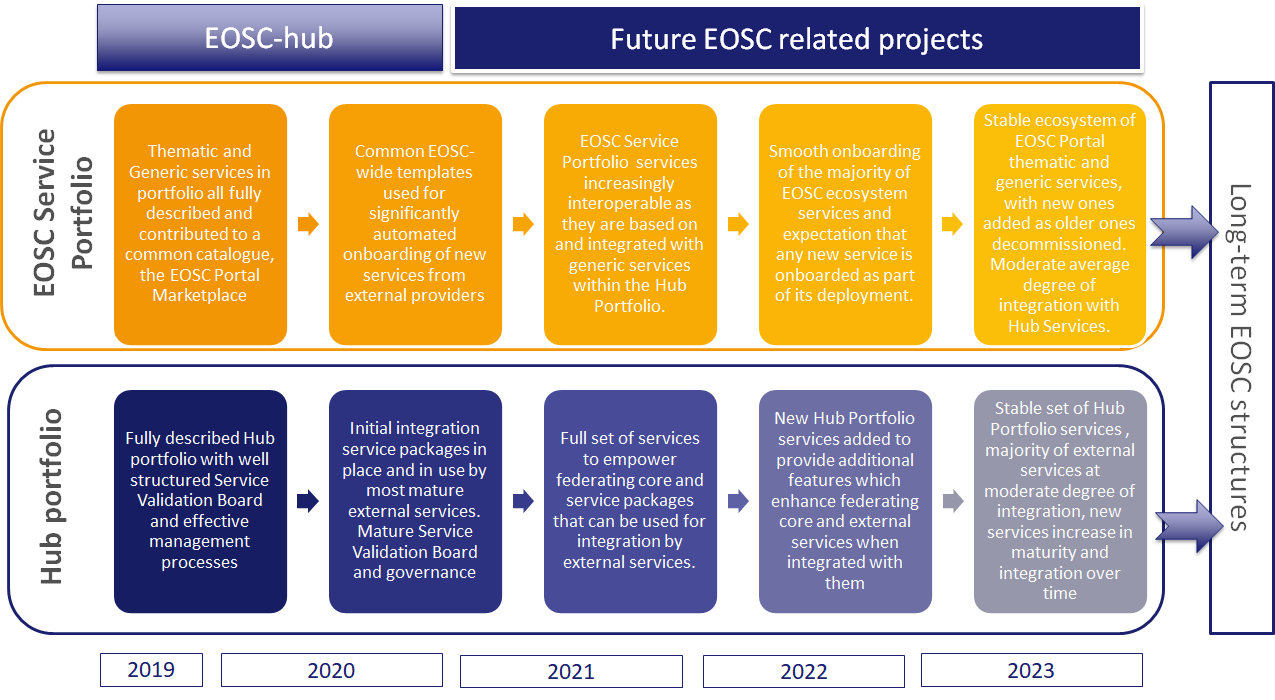 EOSC-hub
Future EOSC related projects
EOSC Service
Portfolio
Thematic and
Generic services in
portfolio all fully
described and
contributed to a
common catalogue,
the EOSC Portal
Marketplace
Common EOSC-
wide templates
used for
significantly
automated
onboarding of new
services from
external providers
EOSC Service
Portfolio services
increasingly
interoperable as
they are based on
and integrated with
generic services
within the Hub
Portfolio.
Smooth onboarding
of the majority of
EOSC ecosystem
services and
expectation that
any new service is
onboarded as part
of its deployment.
Stable ecosystem of
EOSC Portal
thematic and
generic services,
with new ones
added as older ones
decommissioned.
Moderate average
degree of
integration with
Hub Services.
Hub portfolio
Fully described Hub
portfolio with well
structured Service
Validation Board
and effective
management
processes
Initial integration
service packages in
place and in use by
most mature
external services.
Mature Service
Validation Board
and governance
Full set of services
to empower
federating core and
service packages
that can be used for
integration by
external services.
New Hub Portfolio
services added to
provide additional
features which
enhance federating
core and external
services when
integrated with
them
Stable set of Hub
Portfolio services ,
majority of external
services at
moderate degree of
integration, new
services increase in
maturity and
integration over
time
Long-term EOSC structures
2019
2020
2021
2022
2023